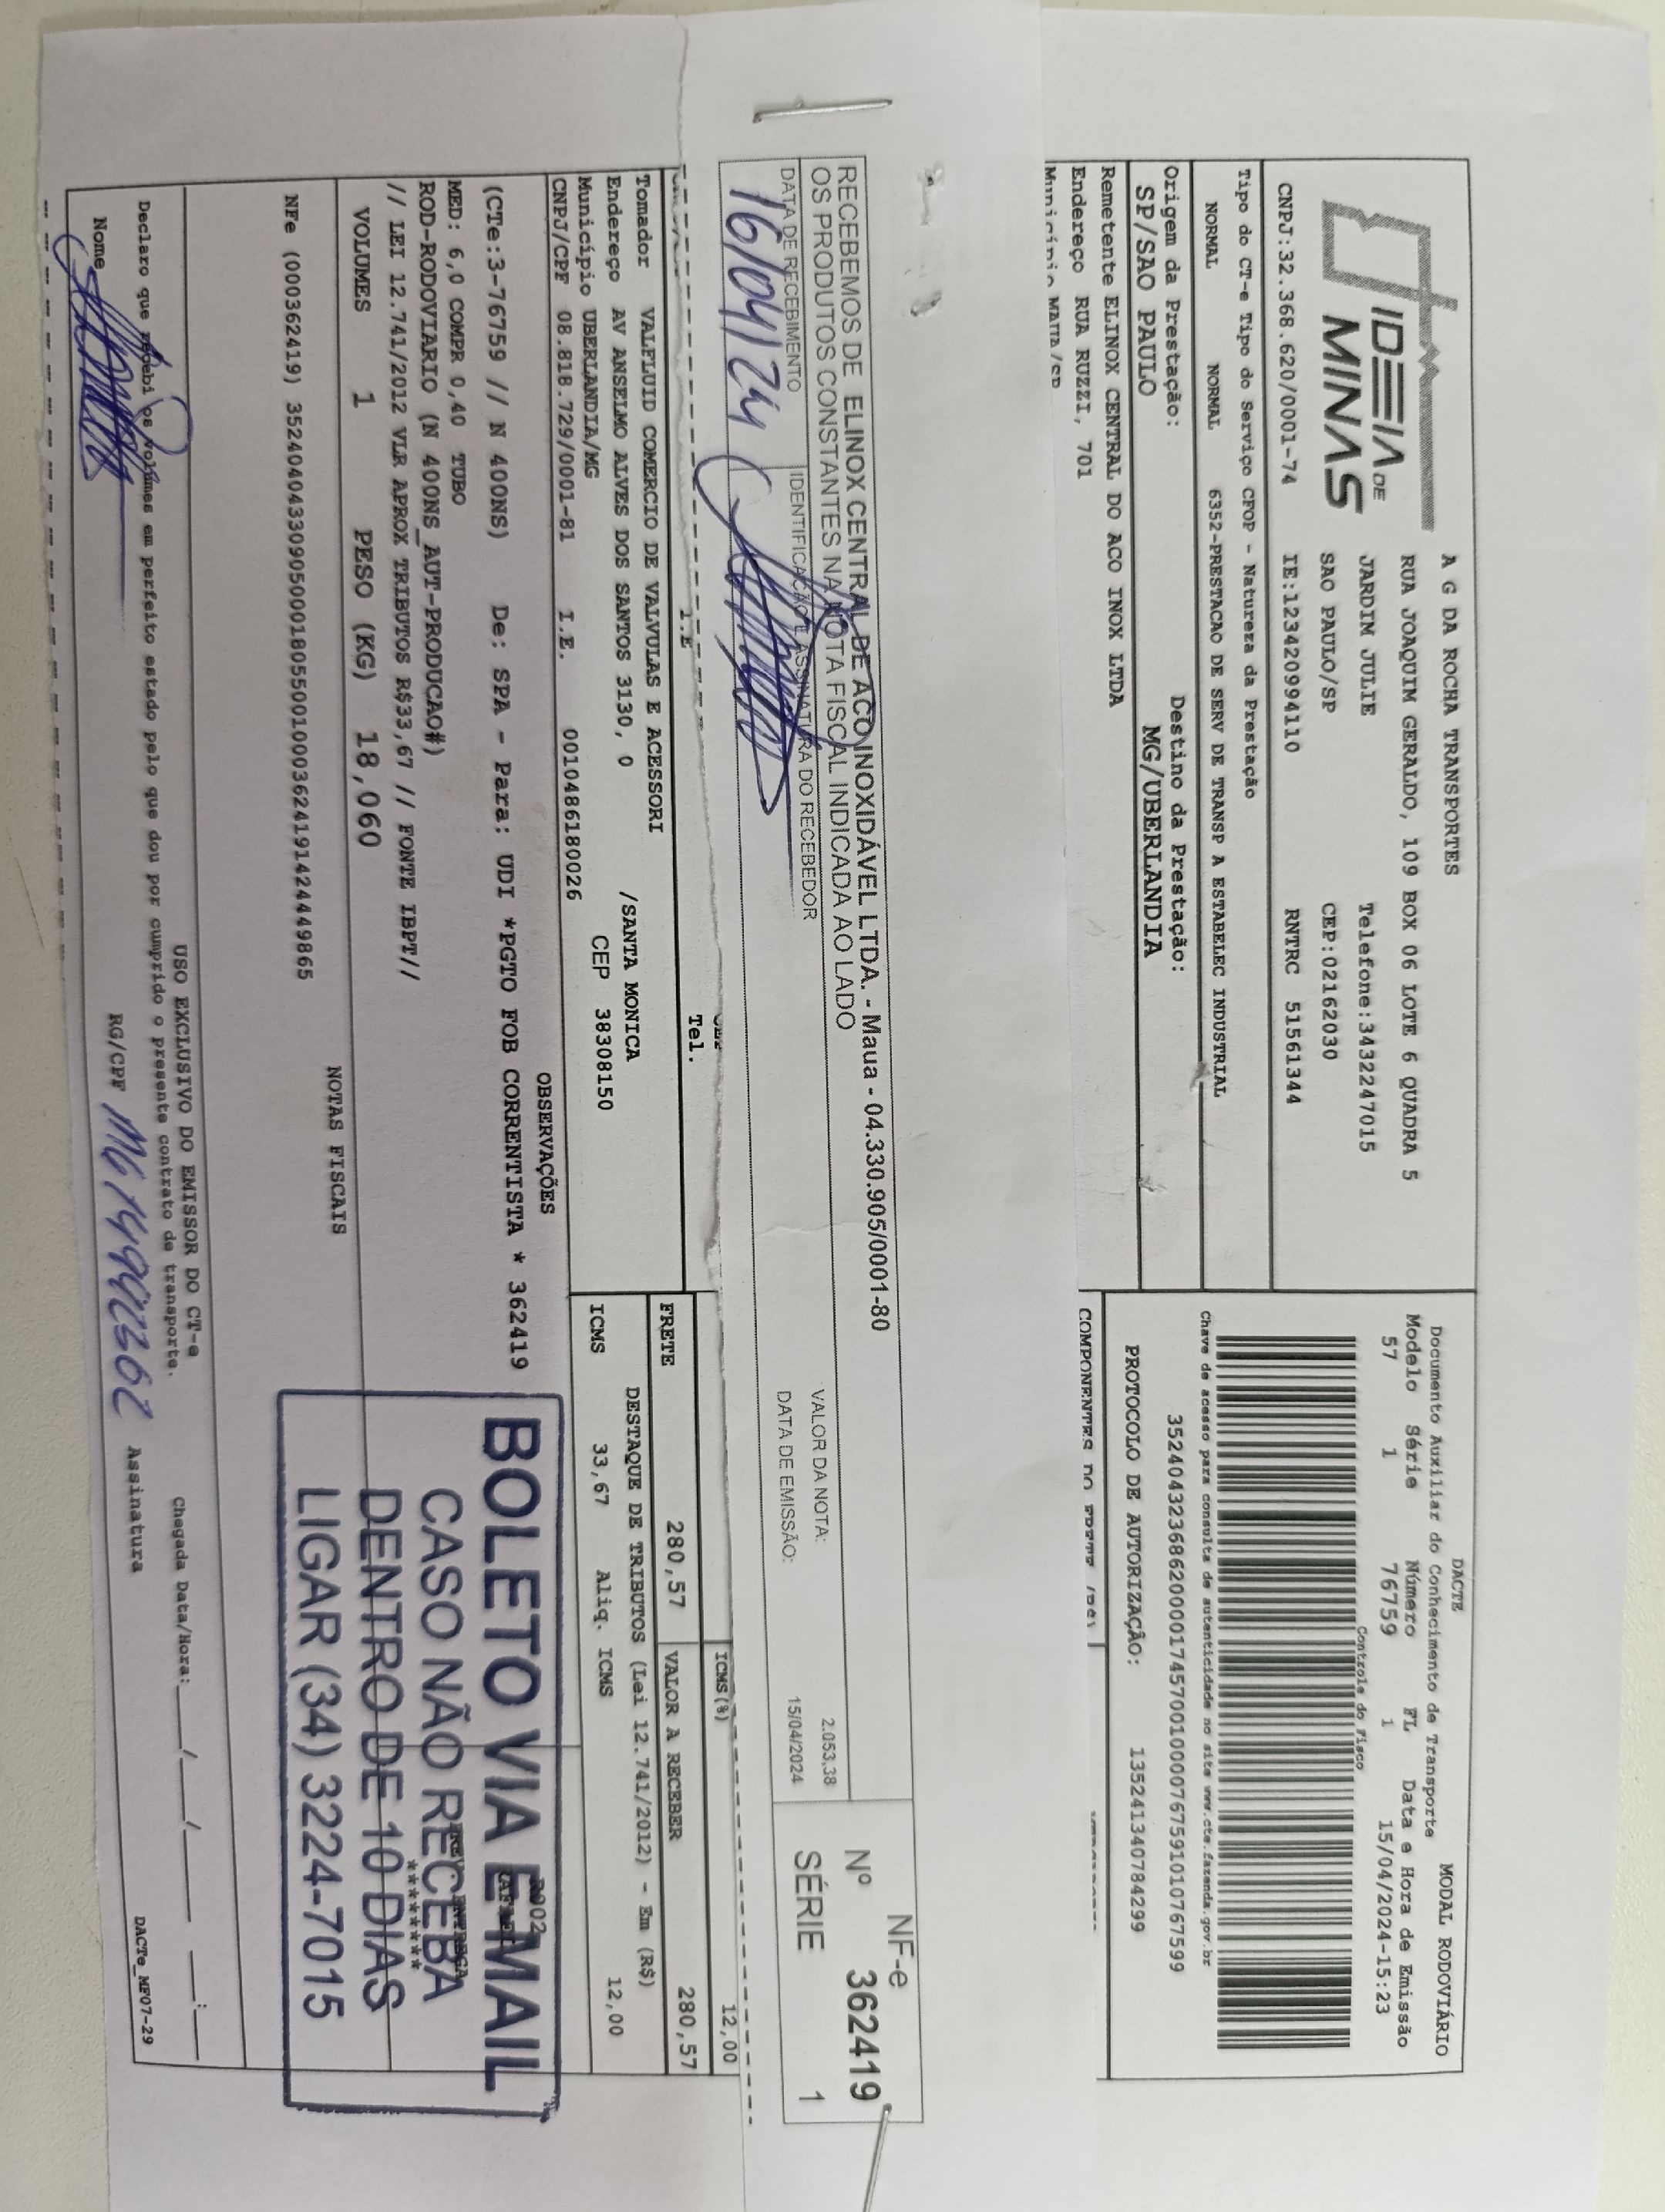 IDEIA DE
MINAS
A G DA ROCHA TRANSPORTES
RUA JOAQUIM GERALDO, 109 BOX 06 LOTE 6 QUADRA 5
JARDIM JULIE Telefone:3432247015
SAO PAULO/SP CEP:02162030
CNPJ:32.368.620/0001-74 IE:123420994110 RNTRC 51561344
Tipo do CT-e Tipo do Serviço CFOP - Natureza da Prestação
NORMAL NORMAL 6352-PRESTACAO DE SERV DE TRANSP A ESTABELEC INDUSTRIAL
Origem da Prestação: Destino da Prestação:
SP/SAO PAULO MG/UBERLANDIA
Remetente ELINOX CENTRAL DO ACO INOX LTDA
Endereço RUA RUZZI, 701
Município MAUA /SP
DACTE MODAL RODOVIÁRIO
Documento Auxiliar do Conhecimento de Transporte
Modelo Série Número FL Data e Hora de Emissão
57 1 76759 1 15/04/2024-15:23
Controle do Fisco
Chave de acesso para consulta de autenticidade no site www.cte.fazenda.gov.br
35240432368620000174570010000767591010767599
PROTOCOLO DE AUTORIZAÇÃO: 135241340784299
COMPONENTES DO FRETE (R$)
RECEBEMOS DE ELINOX CENTRAL DE ACO INOXIDÁVEL LTDA. - Maua - 04.330.905/0001-80
OS PRODUTOS CONSTANTES NA NOTA FISCAL INDICADA AO LADO
DATA DE RECEBIMENTO IDENTIFICAÇÃO E ASSINATURA DO RECEBEDOR
16/04/24
VALOR DA NOTA: 2.053,38
DATA DE EMISSÃO: 15/04/2024
NF-e
Nº 362419
SÉRIE 1
I.E Tel.
ICMS(%) 12,00
Tomador VALFLUID COMERCIO DE VALVULAS E ACESSORI
Endereço AV ANSELMO ALVES DOS SANTOS 3130, 0 /SANTA MONICA
Município UBERLANDIA/MG CEP 38308150
CNPJ/CPF 08.818.729/0001-81 I.E. 0010486180026
FRETE 280,57 VALOR A RECEBER 280,57
DESTAQUE DE TRIBUTOS (Lei 12.741/2012) - Em (R$)
ICMS 33,67 Aliq. ICMS 12,00
OBSERVAÇÕES
(CTe:3-76759 // N 400NS) De: SPA - Para: UDI *PGTO FOB CORRENTISTA * 362419
MED: 6,0 COMPR 0,40 TUBO
ROD-RODOVIARIO (N 400NS_AUT-PRODUCAO#)
// LEI 12.741/2012 VLR APROX TRIBUTOS R$33,67 // FONTE IBPT//
R002
BOLETO VIA E MAIL
CASO NÃO RECEBA
DENTRO DE 10 DIAS
LIGAR (34) 3224-7015
VOLUMES 1 PESO (KG) 18,060
NOTAS FISCAIS
NFe (000362419) 35240404330905000180550010003624191424449865
USO EXCLUSIVO DO EMISSOR DO CT-e
Declaro que recebi os volumes em perfeito estado pelo que dou por cumprido o presente contrato de transporte.
Chegada Data/Hora:___/___/_____ ___:___
Nome RG/CPF Assinatura
DACTe_MF07-29